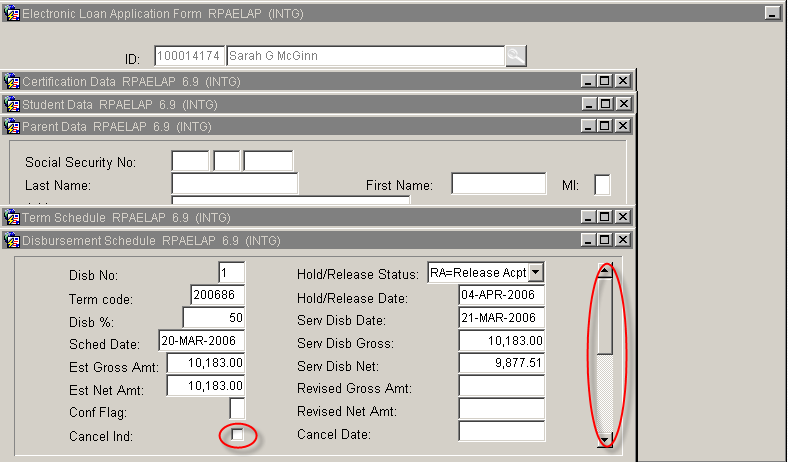 Electronic Loan Application Form RPAELAP (INTG)
ID: 100014174 Sarah G McGinn
Certification Data RPAELAP 6.9 (INTG)
Student Data RPAELAP 6.9 (INTG)
Parent Data RPAELAP 6.9 (INTG)
Social Security No:
Last Name: First Name: MI:
Term Schedule RPAELAP 6.9 (INTG)
Disbursement Schedule RPAELAP 6.9 (INTG)
Disb No: 1 Hold/Release Status: RA=Release Acpt
Term code: 200686 Hold/Release Date: 04-APR-2006
Disb %: 50 Serv Disb Date: 21-MAR-2006
Sched Date: 20-MAR-2006 Serv Disb Gross: 10,183.00
Est Gross Amt: 10,183.00 Serv Disb Net: 9,877.51
Est Net Amt: 10,183.00 Revised Gross Amt:
Conf Flag: Revised Net Amt:
Cancel Ind: Cancel Date: